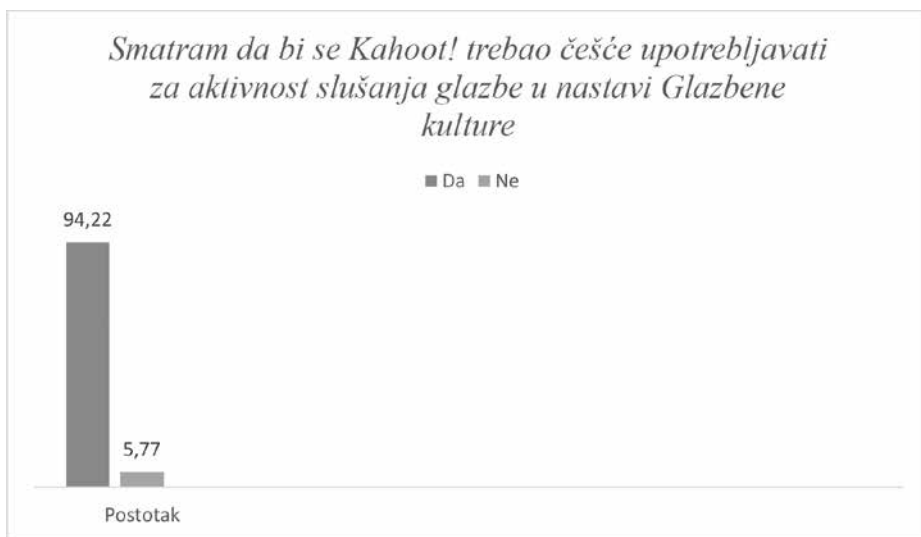 Smatram da bi se Kahoot! trebao češće upotrebljavati
za aktivnost slušanja glazbe u nastavi Glazbene
kulture
Da Ne
94,22
5,77
Postotak